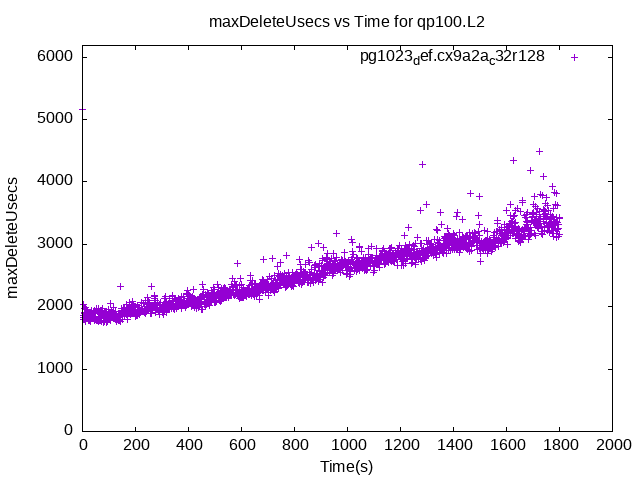 maxDeleteUsecs vs Time for qp100.L2
pg1023def.cx9a2ac32r128
6000
5000
4000
3000
2000
1000
0
maxDeleteUsecs
0 200 400 600 800 1000 1200 1400 1600 1800 2000
Time(s)